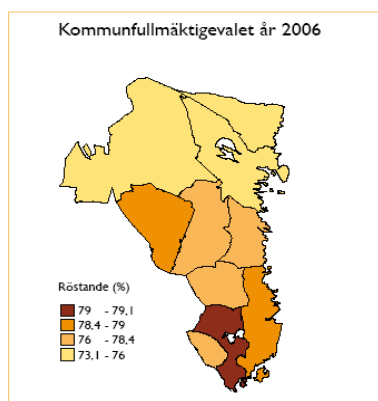 Kommunfullmäktigevalet år 2006
Röstande (%)
79 - 79,1
78,4 - 79
76 - 78,4
73,1 - 76